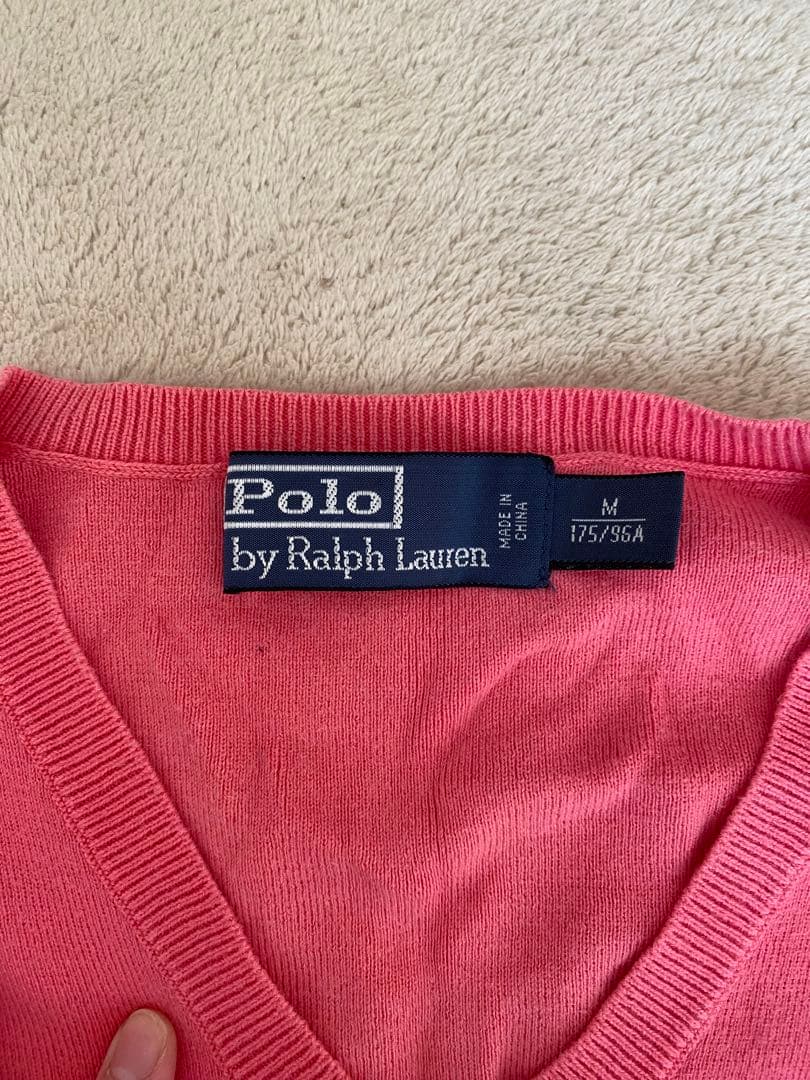 Polo
by Ralph Lauren
MADE IN
CHINA
M
175/96A